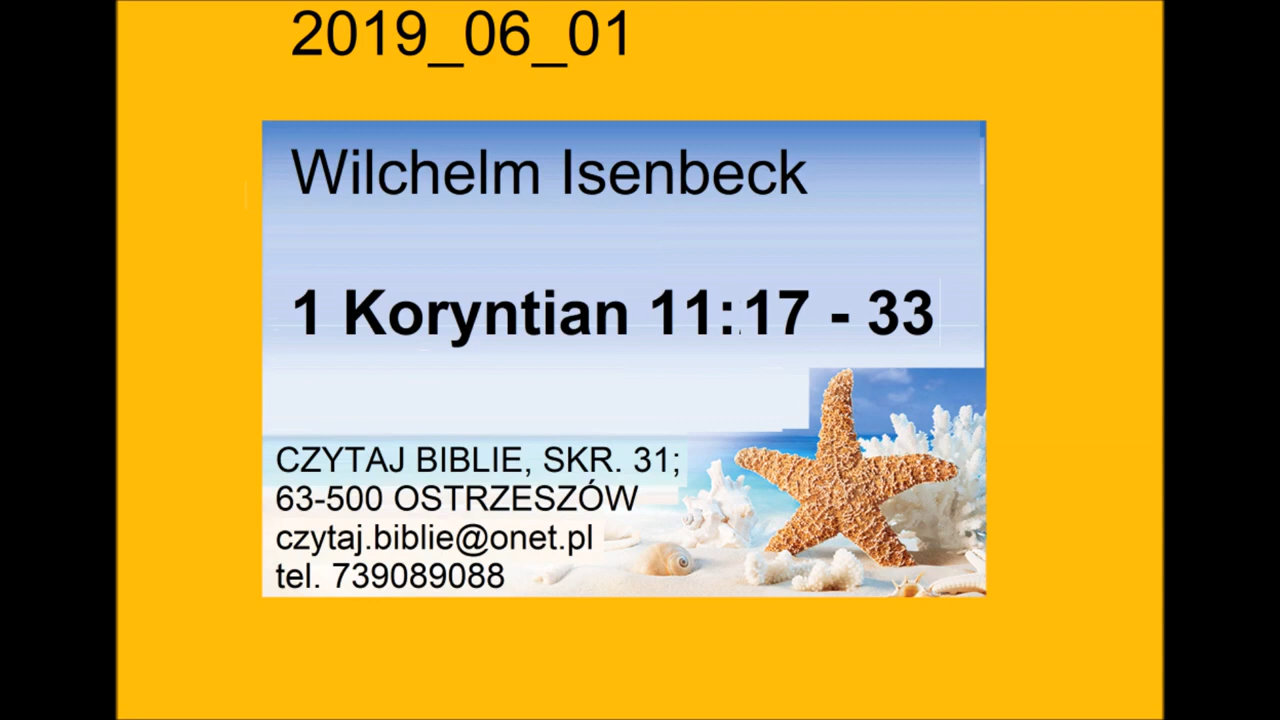 2019_06_01
Wilchelm Isenbeck
1 Koryntian 11:17 - 33
CZYTAJ BIBLIE, SKR. 31;
63-500 OSTRZESZÓW
czytaj.biblie@onet.pl
tel. 739089088